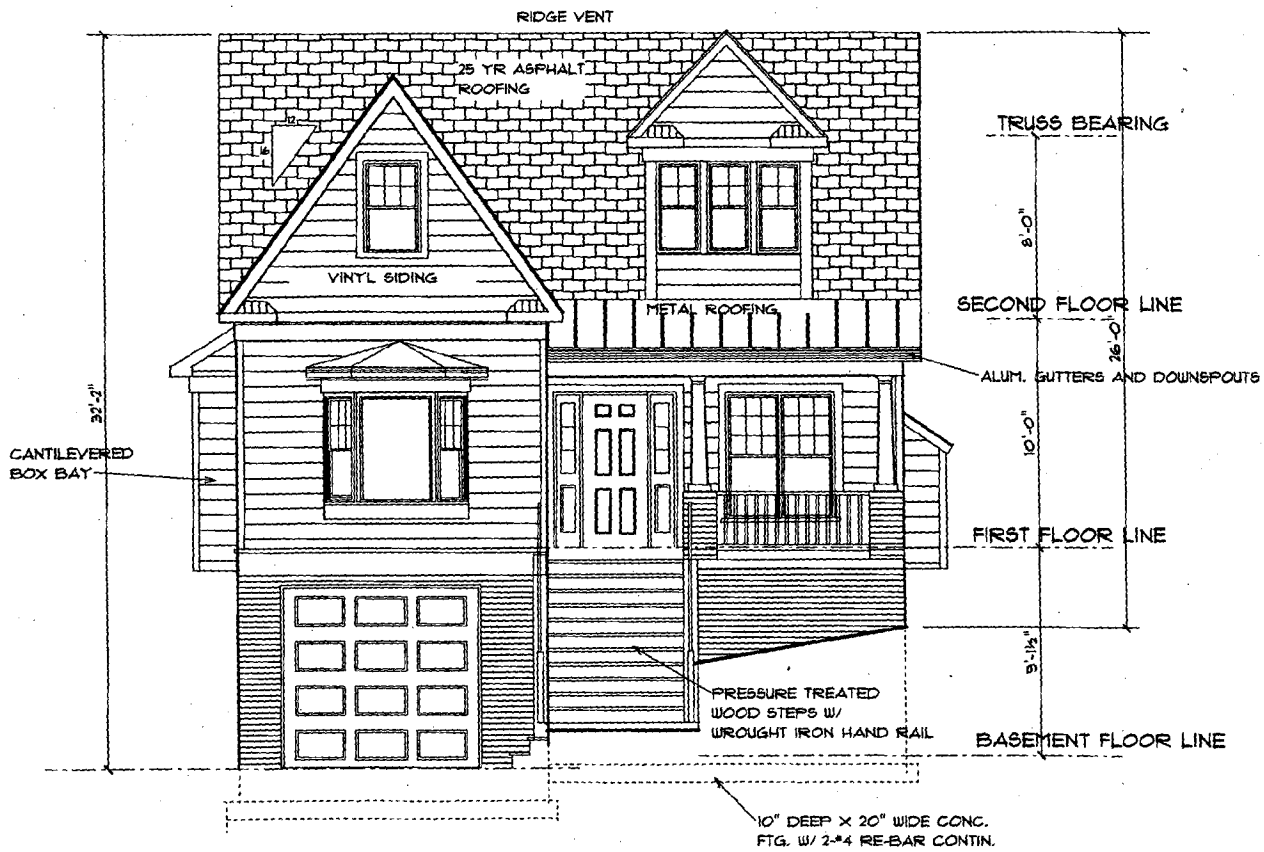 RIDGE VENT
25 YR ASPHALT
ROOFING
12
16
TRUSS BEARING
8'-0"
VINYL SIDING
METAL ROOFING
SECOND FLOOR LINE
26'-0"
ALUM. GUTTERS AND DOWNSPOUTS
32'-2"
10'-0"
CANTILEVERED
BOX BAY
FIRST FLOOR LINE
9'-1½"
PRESSURE TREATED
WOOD STEPS W/
WROUGHT IRON HAND RAIL
BASEMENT FLOOR LINE
10" DEEP X 20" WIDE CONC.
FTG. W/ 2-#4 RE-BAR CONTIN.